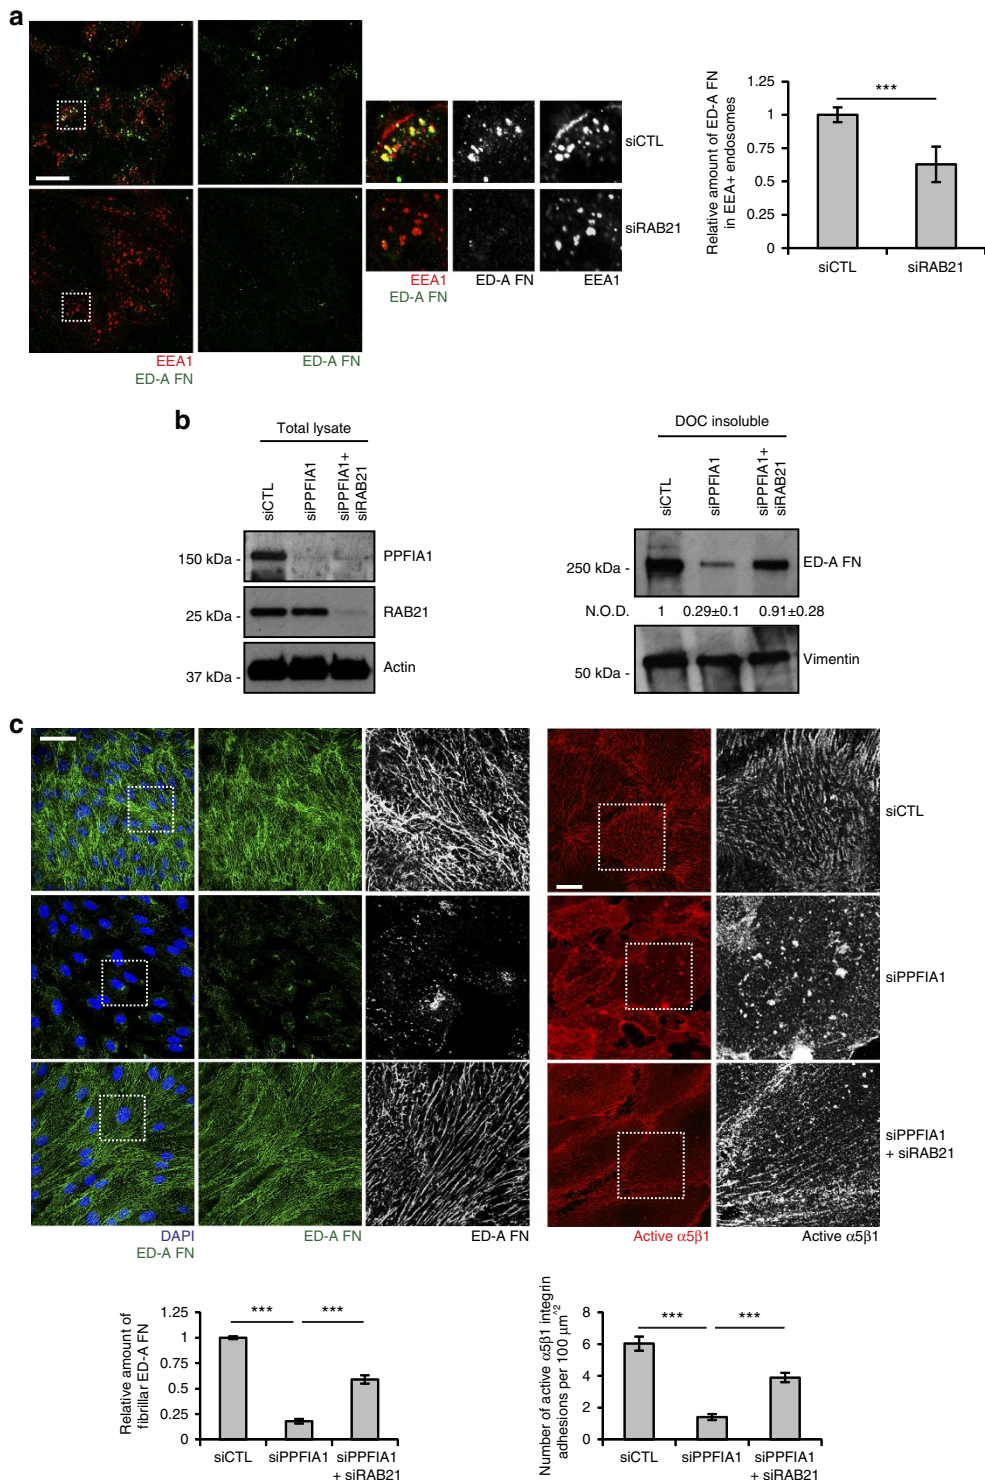 a
siCTL
siRAB21
EEA1
ED-A FN
ED-A FN
EEA1
ED-A FN
ED-A FN
EEA1
Relative amount of ED-A FN
in EEA+ endosomes
1.25
1
0.75
0.5
0.25
0
***
siCTL
siRAB21
b
Total lysate
siCTL
siPPFIA1
siPPFIA1+
siRAB21
150 kDa -
PPFIA1
25 kDa -
RAB21
37 kDa -
Actin
DOC insoluble
siCTL
siPPFIA1
siPPFIA1+
siRAB21
250 kDa -
ED-A FN
N.O.D. 1 0.29±0.1 0.91±0.28
50 kDa -
Vimentin
c
siCTL
siPPFIA1
siPPFIA1
+ siRAB21
DAPI
ED-A FN
ED-A FN
ED-A FN
Active α5β1
Active α5β1
Relative amount of
fibrillar ED-A FN
1.25
1
0.75
0.5
0.25
0
*** ***
siCTL
siPPFIA1
siPPFIA1
+ siRAB21
Number of active α5β1 integrin
adhesions per 100 μm^2
8
6
4
2
0
*** ***
siCTL
siPPFIA1
siPPFIA1
+ siRAB21